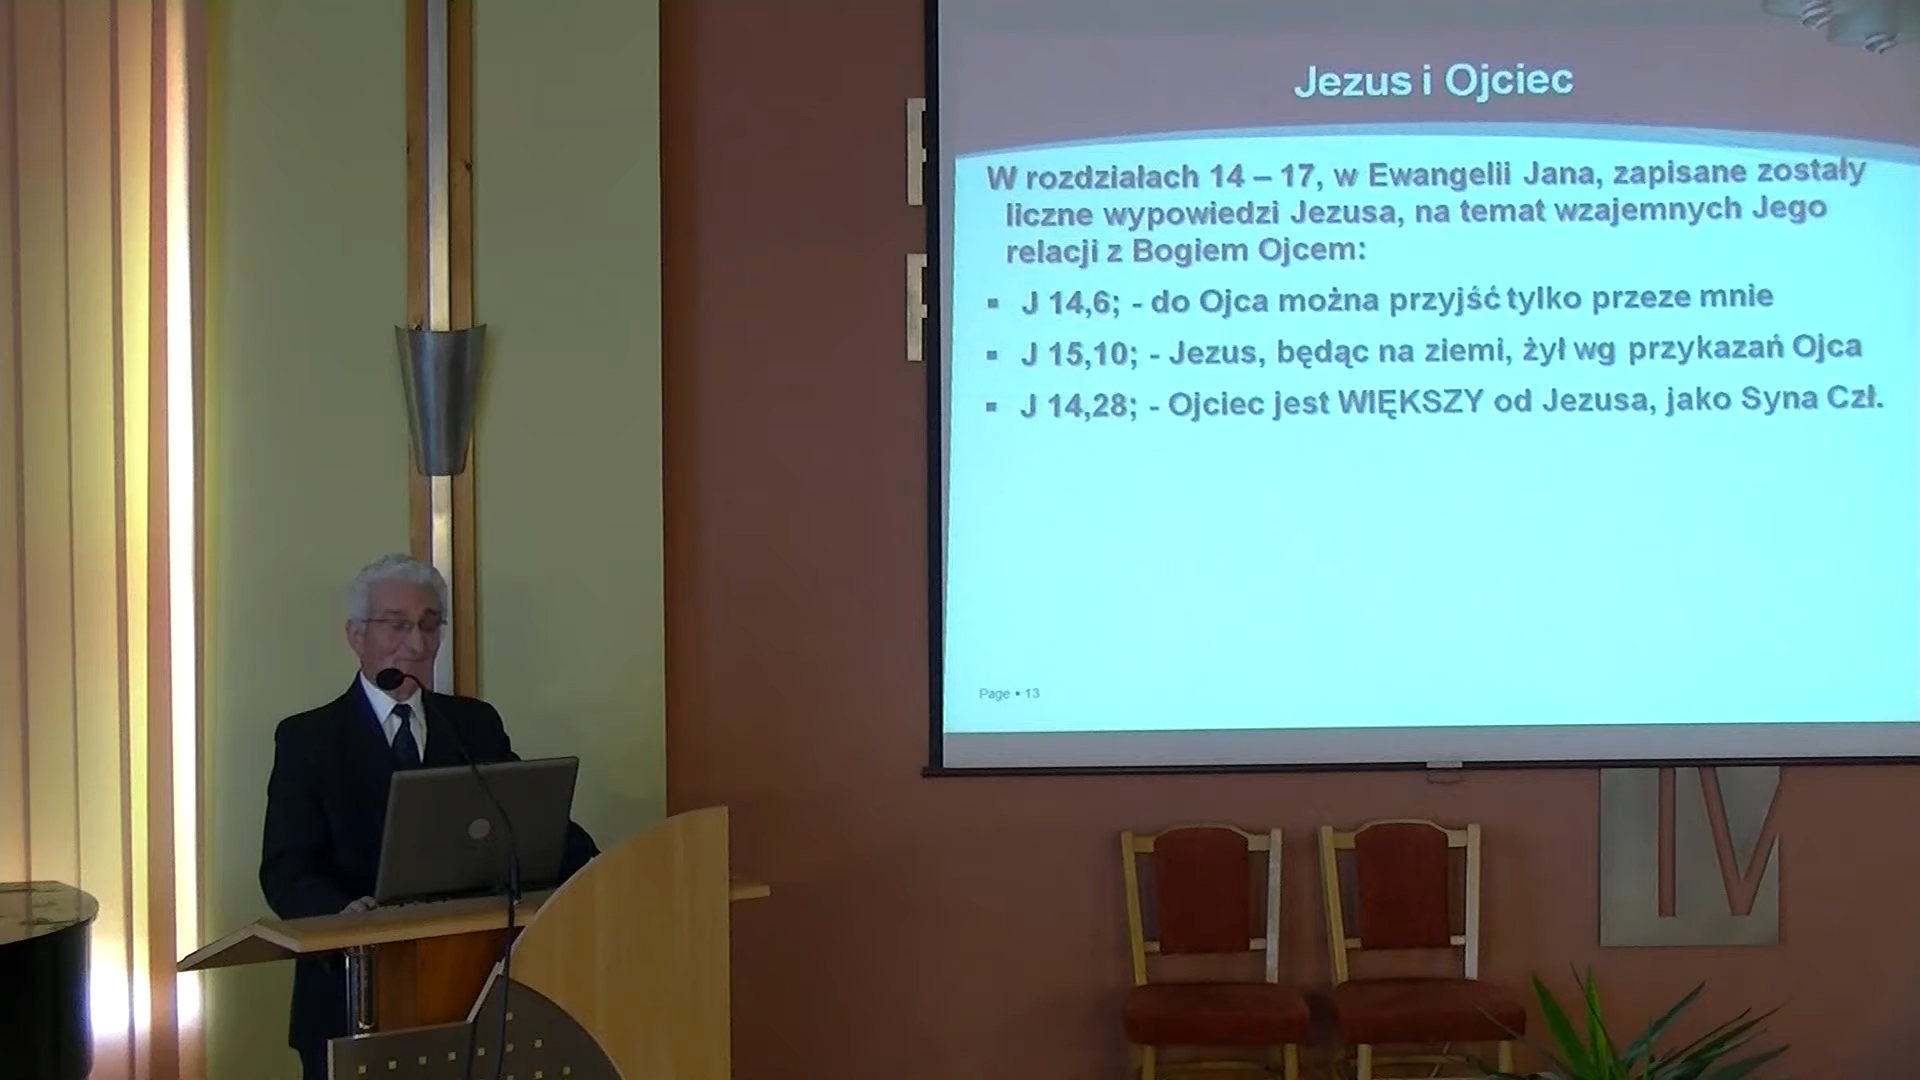 Jezus i Ojciec
W rozdziałach 14 – 17, w Ewangelii Jana, zapisane zostały
liczne wypowiedzi Jezusa, na temat wzajemnych Jego
relacji z Bogiem Ojcem:
▪ J 14,6; - do Ojca można przyjść tylko przeze mnie
▪ J 15,10; - Jezus, będąc na ziemi, żył wg przykazań Ojca
▪ J 14,28; - Ojciec jest WIĘKSZY od Jezusa, jako Syna Czł.
Page ▪ 13